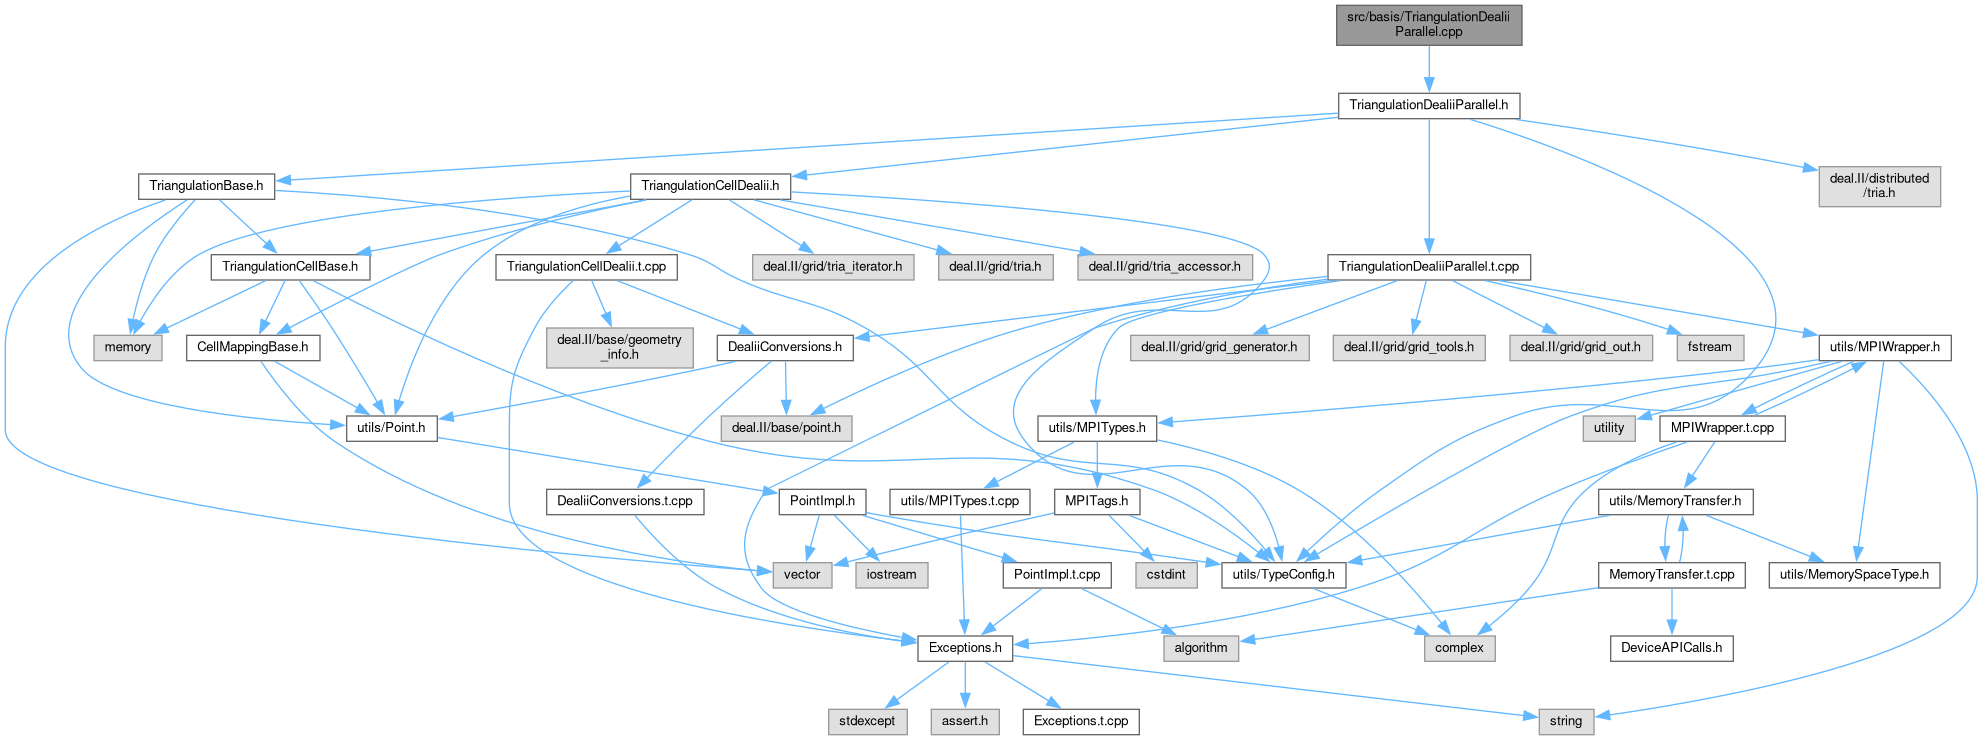 src/basis/TriangulationDealii
Parallel.cpp
TriangulationDealiiParallel.h
TriangulationBase.h
TriangulationCellDealii.h
deal.II/distributed
/tria.h
TriangulationCellBase.h
TriangulationCellDealii.t.cpp
deal.II/grid/tria_iterator.h
deal.II/grid/tria.h
deal.II/grid/tria_accessor.h
TriangulationDealiiParallel.t.cpp
memory
CellMappingBase.h
deal.II/base/geometry
_info.h
DealiiConversions.h
deal.II/grid/grid_generator.h
deal.II/grid/grid_tools.h
deal.II/grid/grid_out.h
fstream
utils/MPIWrapper.h
utils/Point.h
deal.II/base/point.h
utils/MPITypes.h
utility
MPIWrapper.t.cpp
DealiiConversions.t.cpp
PointImpl.h
utils/MPITypes.t.cpp
MPITags.h
utils/MemoryTransfer.h
vector
iostream
PointImpl.t.cpp
cstdint
utils/TypeConfig.h
MemoryTransfer.t.cpp
utils/MemorySpaceType.h
Exceptions.h
algorithm
complex
DeviceAPICalls.h
stdexcept
assert.h
Exceptions.t.cpp
string